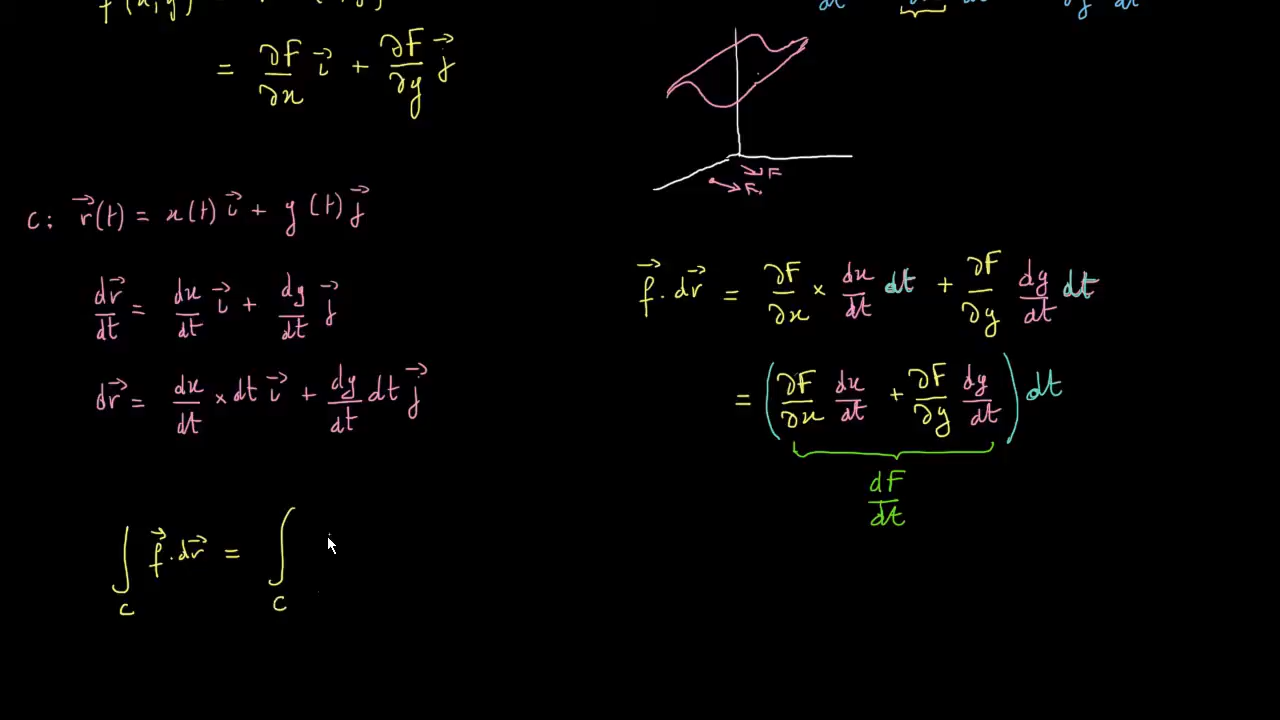 = ∂F/∂x i⃗ + ∂F/∂y j⃗
F
F.
C: r⃗(t) = x(t) i⃗ + y(t) j⃗
dr⃗/dt = dx/dt i⃗ + dy/dt j⃗
dr⃗ = dx/dt × dt i⃗ + dy/dt dt j⃗
f⃗ · dr⃗ = ∂F/∂x × dx/dt dt + ∂F/∂y dy/dt dt
= (∂F/∂x dx/dt + ∂F/∂y dy/dt) dt
dF/dt
∫_C f⃗ · dr⃗ = ∫_C